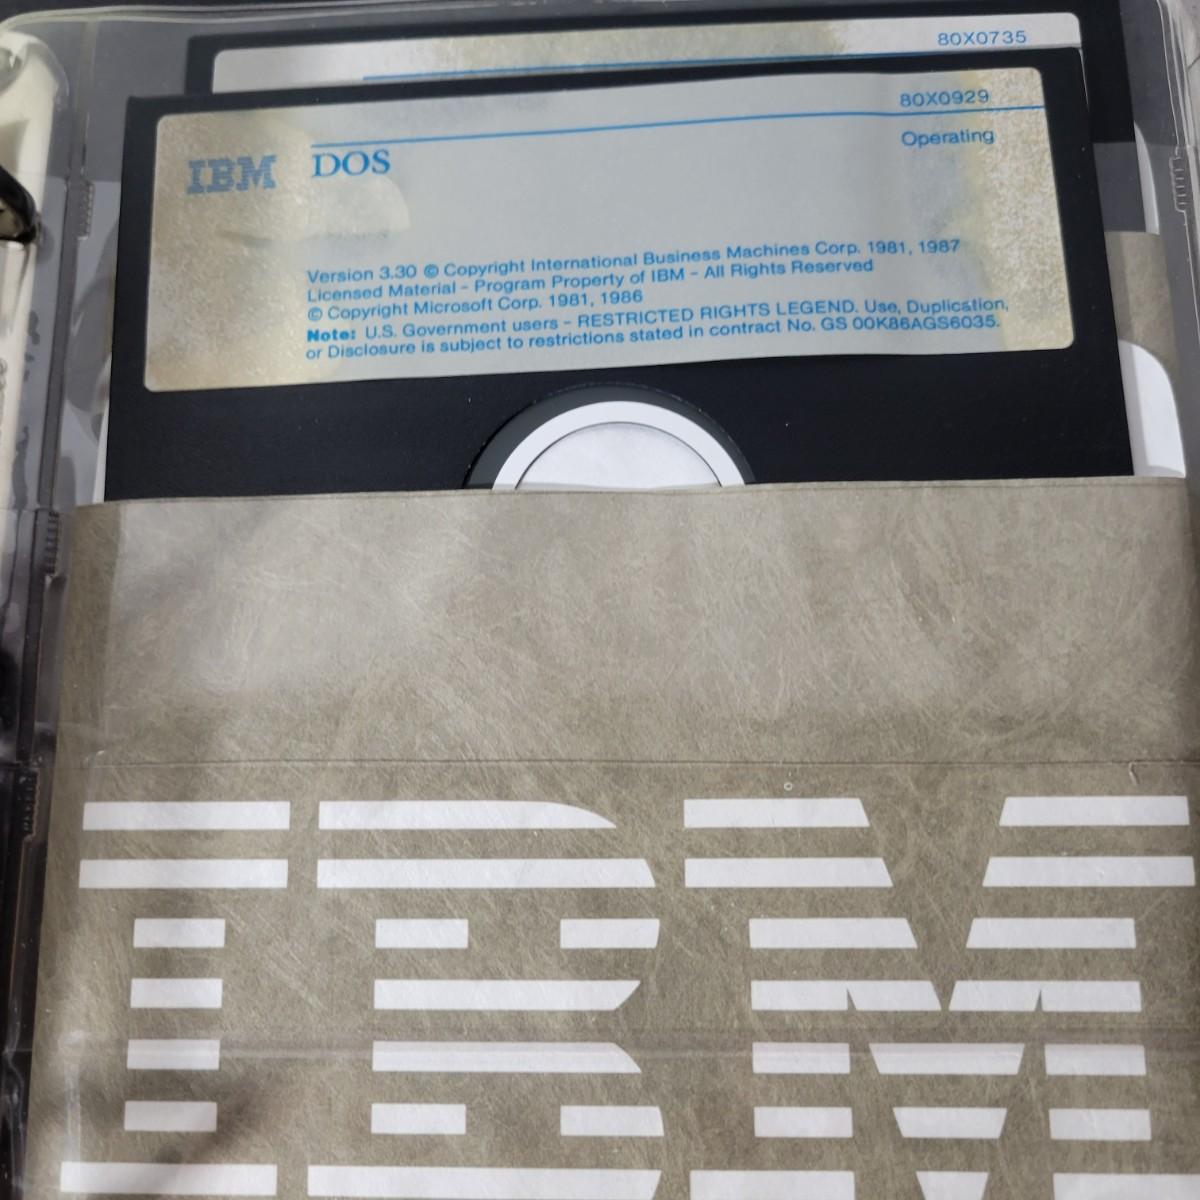 80X0735
80X0929
IBM DOS
Operating
Version 3.30 © Copyright International Business Machines Corp. 1981, 1987
Licensed Material - Program Property of IBM - All Rights Reserved
© Copyright Microsoft Corp. 1981, 1986
Note: U.S. Government users - RESTRICTED RIGHTS LEGEND. Use, Duplication,
or Disclosure is subject to restrictions stated in contract No. GS 00K86AGS6035.
IBM